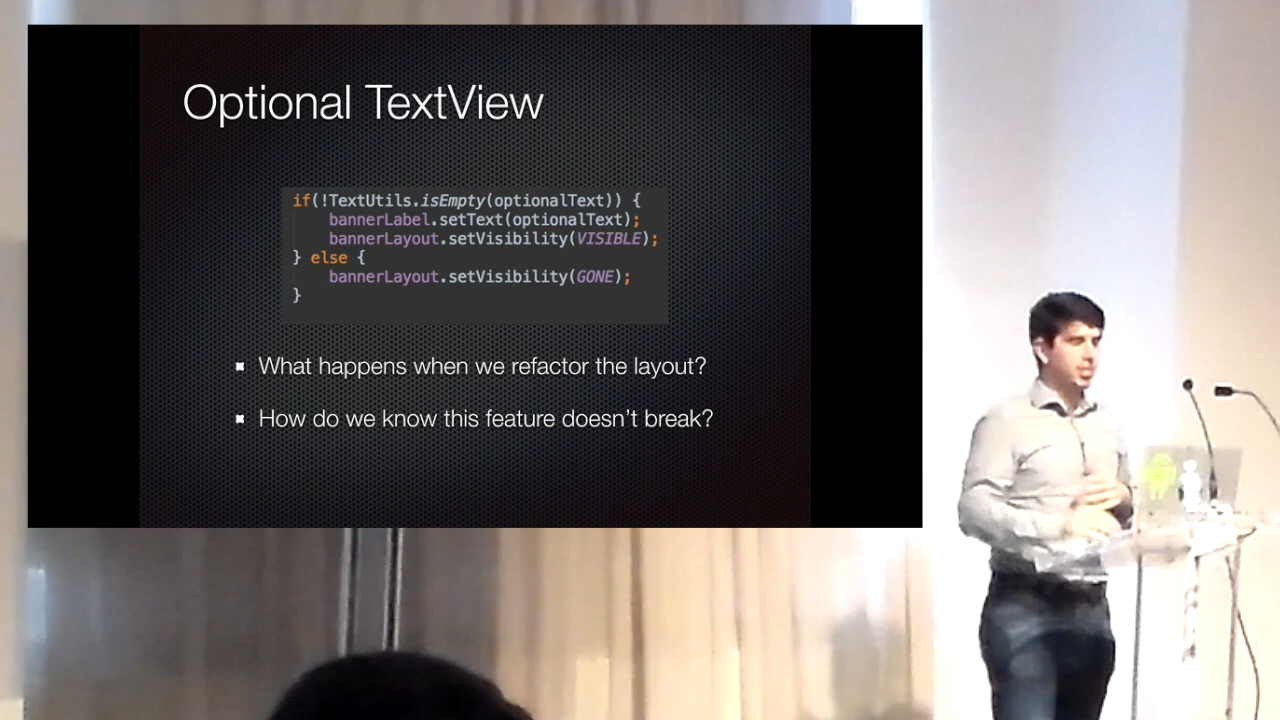 Optional TextView
if(!TextUtils.isEmpty(optionalText)) {
bannerLabel.setText(optionalText);
bannerLayout.setVisibility(VISIBLE);
} else {
bannerLayout.setVisibility(GONE);
}
What happens when we refactor the layout?
How do we know this feature doesn't break?